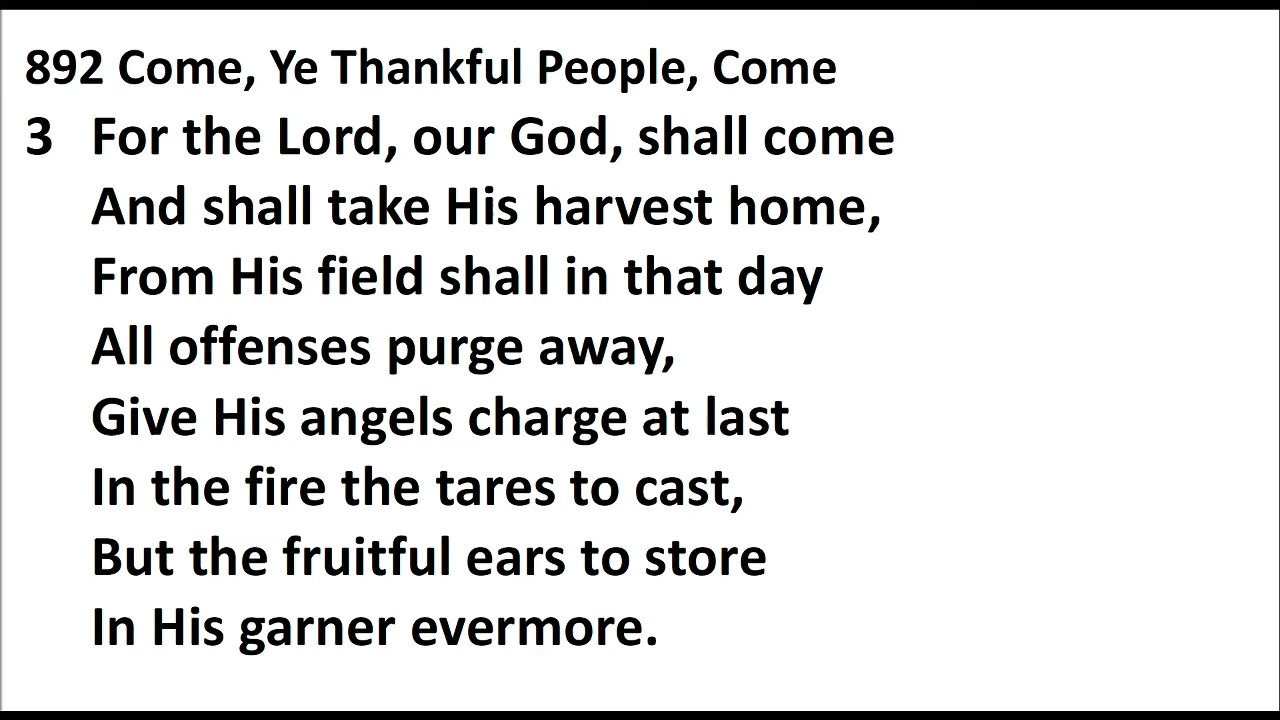 892 Come, Ye Thankful People, Come
3 For the Lord, our God, shall come
And shall take His harvest home,
From His field shall in that day
All offenses purge away,
Give His angels charge at last
In the fire the tares to cast,
But the fruitful ears to store
In His garner evermore.